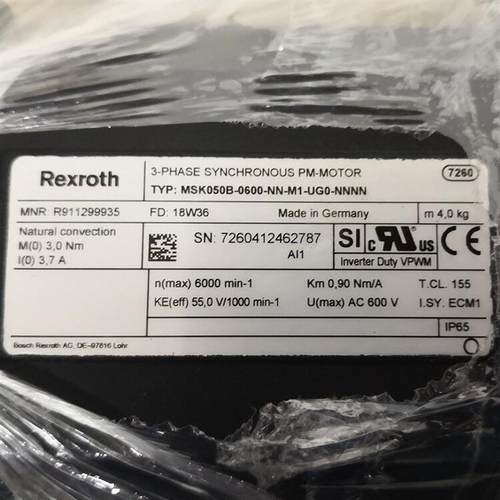 Rexroth
3-PHASE SYNCHRONOUS PM-MOTOR
7260
TYP: MSK050B-0600-NN-M1-UG0-NNNN
MNR: R911299935 FD: 18W36 Made in Germany m 4,0 kg
Natural convection
M(0) 3,0 Nm
I(0) 3,7 A
SN: 7260412462787
AI1
SI c RU us CE
Inverter Duty VPWM
n(max) 6000 min-1 Km 0,90 Nm/A T.CL. 155
KE(eff) 55,0 V/1000 min-1 U(max) AC 600 V I.SY. ECM1
IP65
Bosch Rexroth AG, DE-97816 Lohr